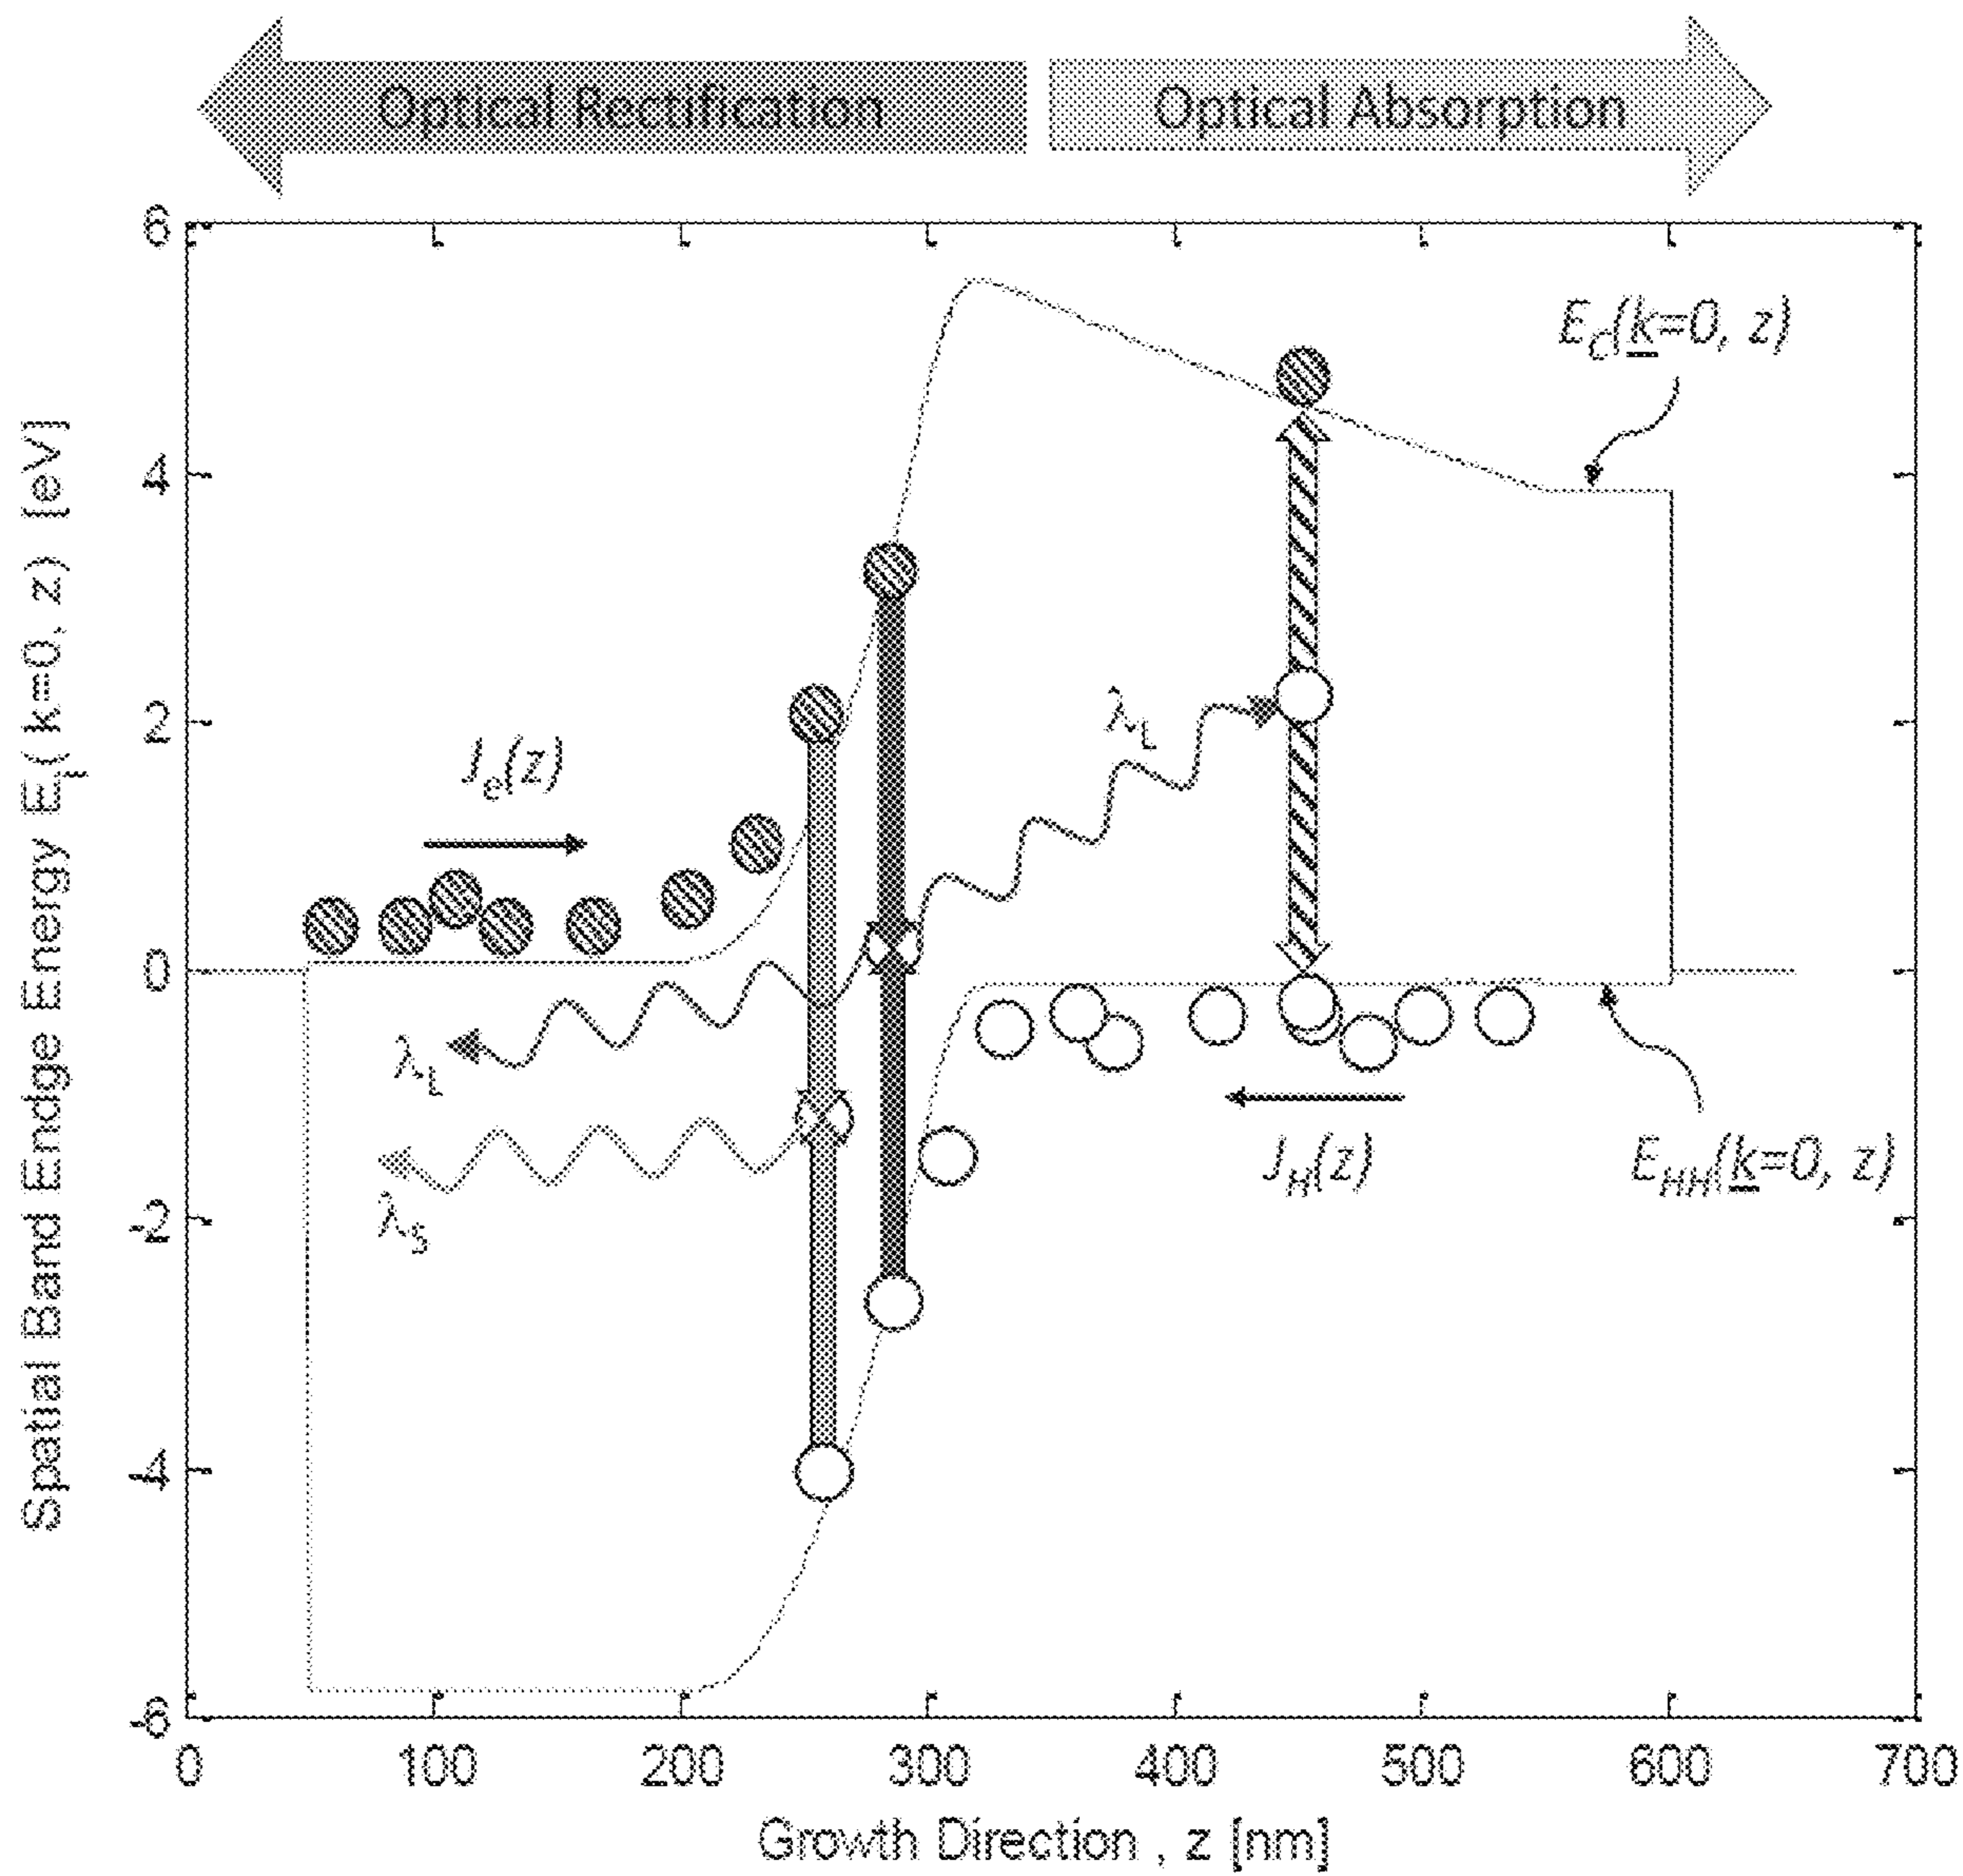 Optical Rectification
Optical Absorption
Spatial Band Endge Energy E_i( k=0, z) [eV]
6
4
2
0
-2
-4
-6
E_C(k=0, z)
λ_L
J_e(z)
λ_L
λ_S
J_H(z)
E_HH(k=0, z)
0
100
200
300
400
500
600
700
Growth Direction , z [nm]